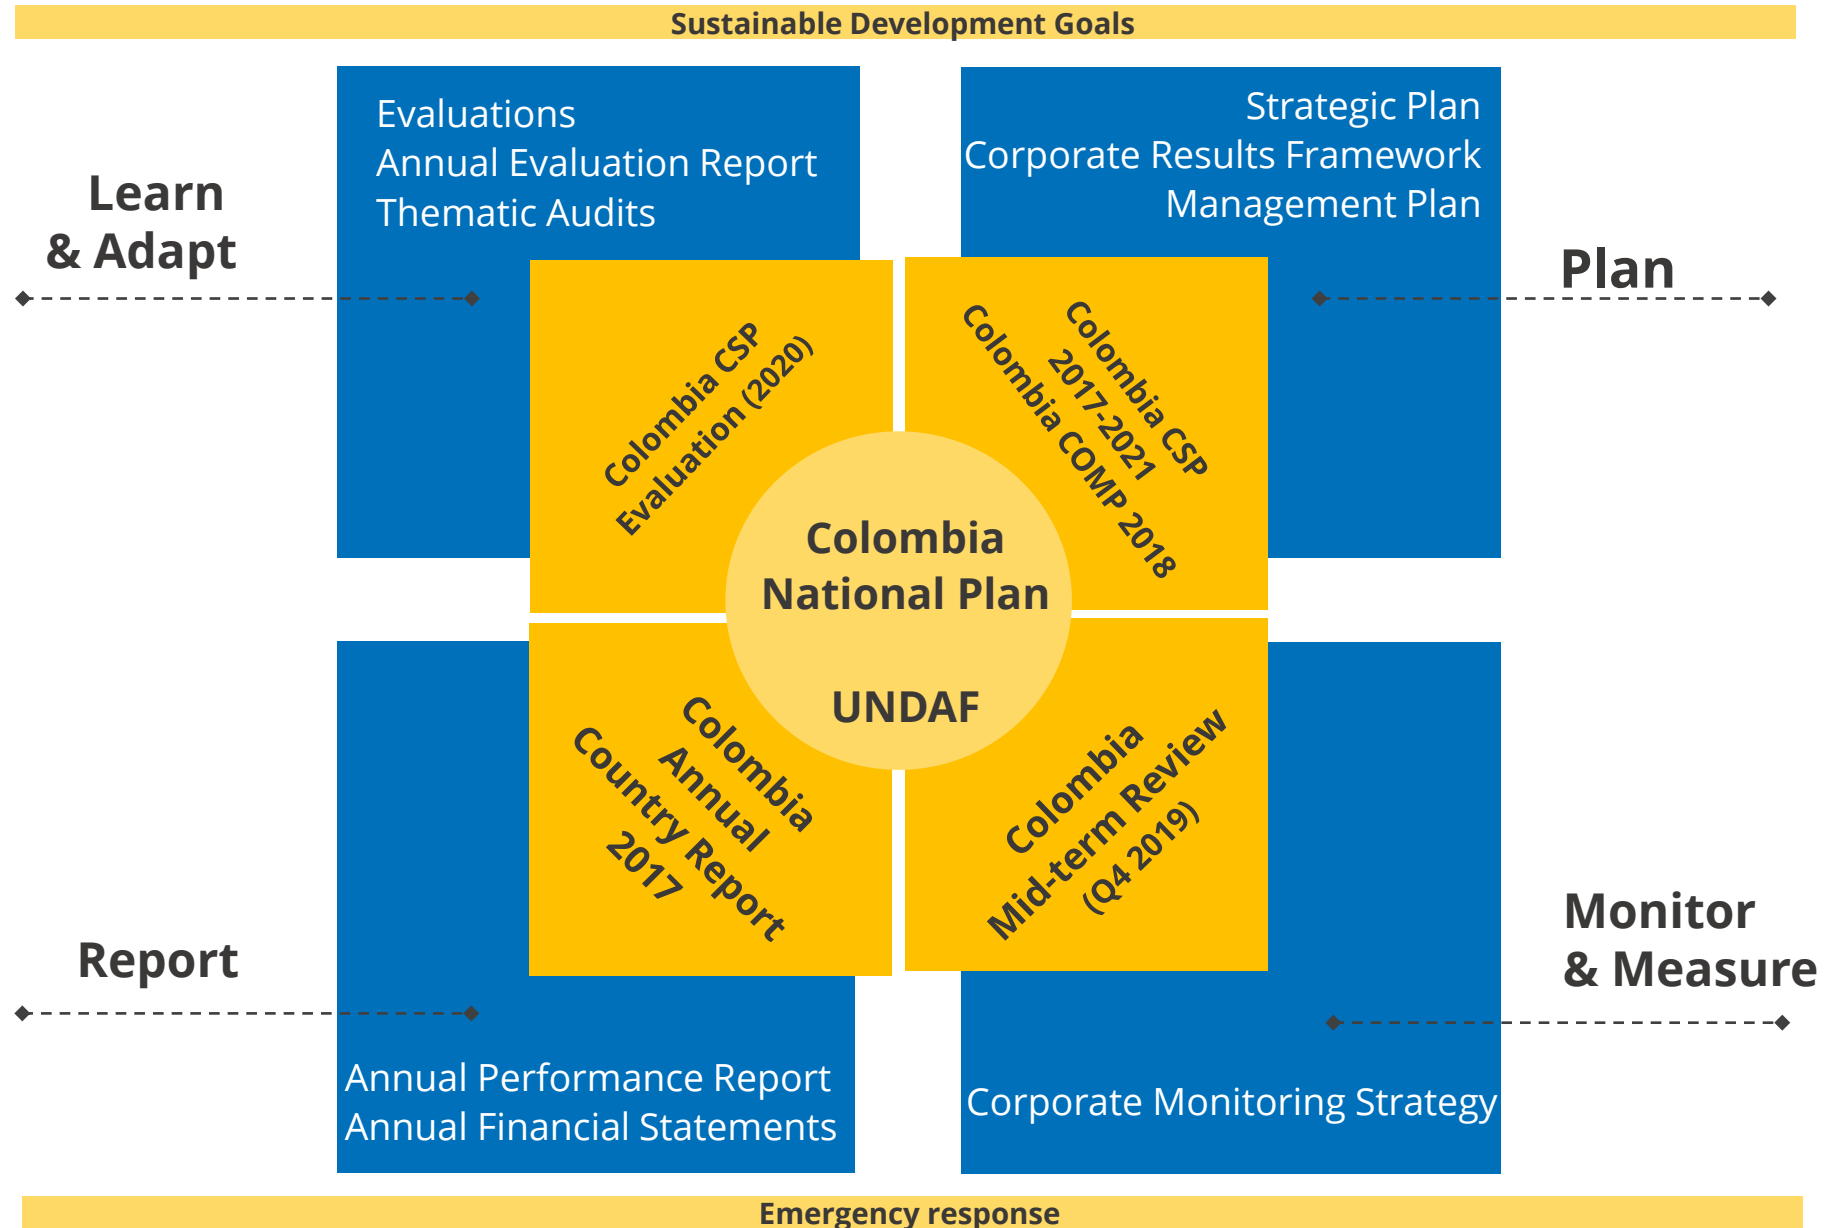 Sustainable Development Goals
Evaluations
Annual Evaluation Report
Thematic Audits
Strategic Plan
Corporate Results Framework
Management Plan
Learn
& Adapt
Plan
Colombia CSP
Evaluation (2020)
Colombia CSP
2017-2021
Colombia COMP 2018
Colombia
National Plan
UNDAF
Colombia
Annual
Country Report
2017
Colombia
Mid-term Review
(Q4 2019)
Report
Monitor
& Measure
Annual Performance Report
Annual Financial Statements
Corporate Monitoring Strategy
Emergency response